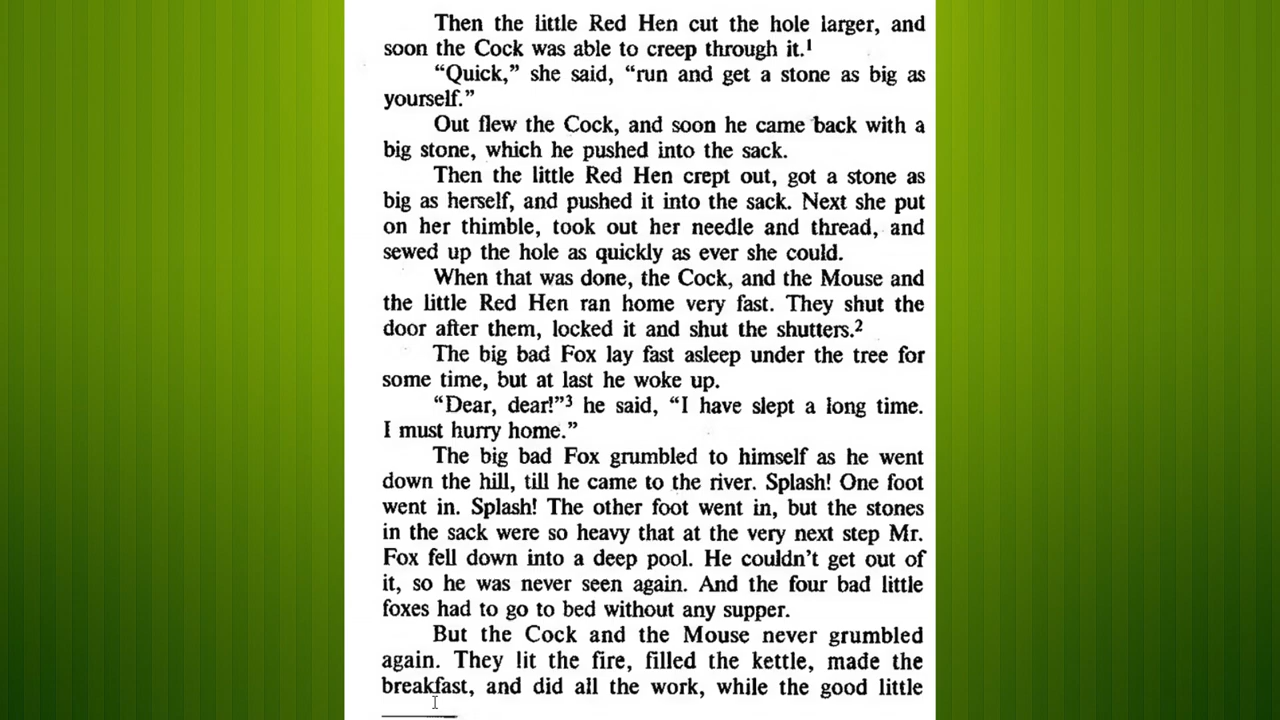 Then the little Red Hen cut the hole larger, and
soon the Cock was able to creep through it.¹
“Quick,” she said, “run and get a stone as big as
yourself.”
Out flew the Cock, and soon he came back with a
big stone, which he pushed into the sack.
Then the little Red Hen crept out, got a stone as
big as herself, and pushed it into the sack. Next she put
on her thimble, took out her needle and thread, and
sewed up the hole as quickly as ever she could.
When that was done, the Cock, and the Mouse and
the little Red Hen ran home very fast. They shut the
door after them, locked it and shut the shutters.²
The big bad Fox lay fast asleep under the tree for
some time, but at last he woke up.
“Dear, dear!”³ he said, “I have slept a long time.
I must hurry home.”
The big bad Fox grumbled to himself as he went
down the hill, till he came to the river. Splash! One foot
went in. Splash! The other foot went in, but the stones
in the sack were so heavy that at the very next step Mr.
Fox fell down into a deep pool. He couldn’t get out of
it, so he was never seen again. And the four bad little
foxes had to go to bed without any supper.
But the Cock and the Mouse never grumbled
again. They lit the fire, filled the kettle, made the
breakfast, and did all the work, while the good little